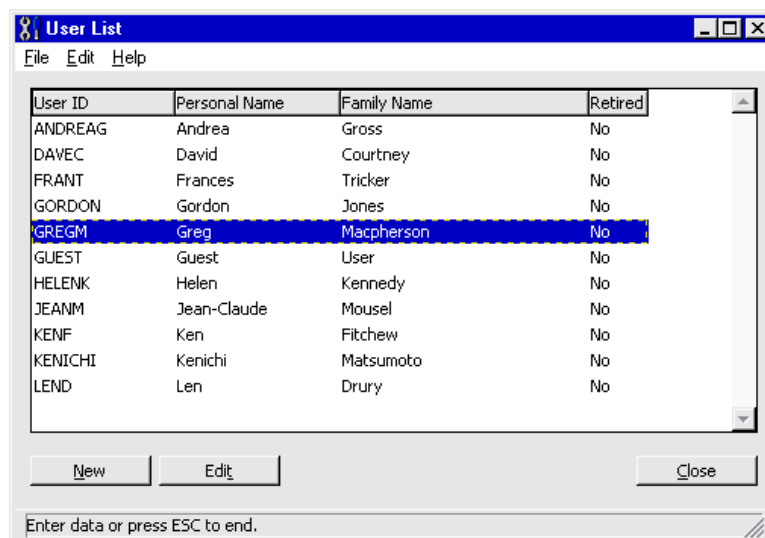 User List
File Edit Help
User ID Personal Name Family Name Retired
ANDREAG Andrea Gross No
DAVEC David Courtney No
FRANT Frances Tricker No
GORDON Gordon Jones No
GREGM Greg Macpherson No
GUEST Guest User No
HELENK Helen Kennedy No
JEANM Jean-Claude Mousel No
KENF Ken Fitchew No
KENICHI Kenichi Matsumoto No
LEND Len Drury No
New Edit Close
Enter data or press ESC to end.